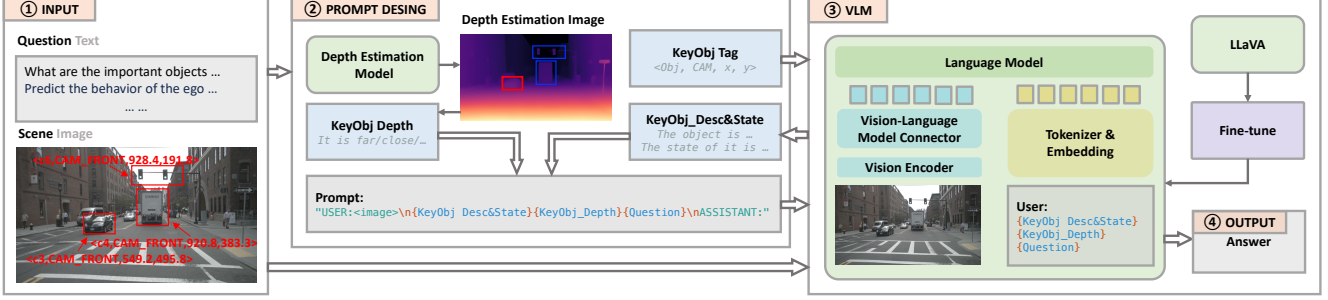 ① INPUT
Question Text
What are the important objects …
Predict the behavior of the ego …
… …
Scene Image
<c6,CAM_FRONT,928.4,191.8>
<c4,CAM_FRONT,920.8,383.3>
<c3,CAM_FRONT,549.2,495.8>
② PROMPT DESING
Depth Estimation Image
Depth Estimation
Model
KeyObj Tag
<Obj, CAM, x, y>
KeyObj Depth
It is far/close/…
KeyObj_Desc&State
The object is …
The state of it is …
Prompt:
"USER:<image>\n{KeyObj Desc&State}{KeyObj_Depth}{Question}\nASSISTANT:"
③ VLM
Language Model
Vision-Language
Model Connector
Vision Encoder
Tokenizer &
Embedding
User:
{KeyObj Desc&State}
{KeyObj_Depth}
{Question}
LLaVA
Fine-tune
④ OUTPUT
Answer